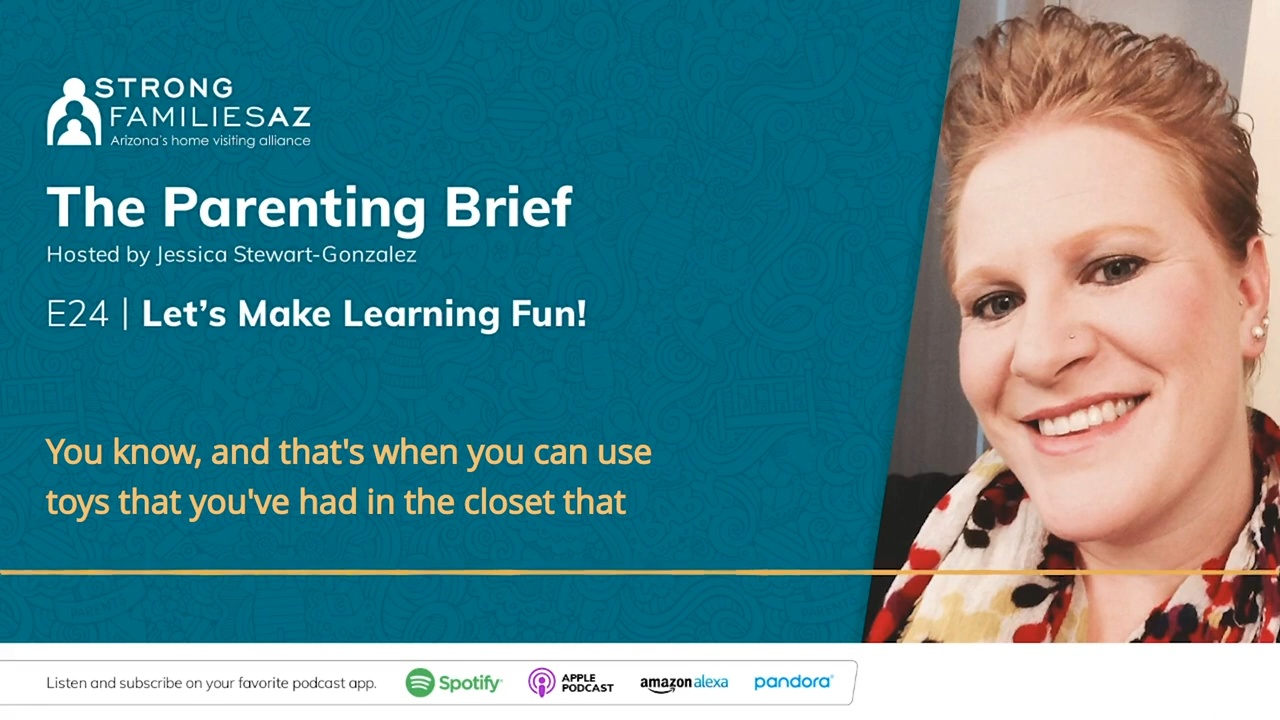 STRONG
FAMILIESAZ
Arizona's home visiting alliance
The Parenting Brief
Hosted by Jessica Stewart-Gonzalez
E24 | Let's Make Learning Fun!
You know, and that's when you can use
toys that you've had in the closet that
Listen and subscribe on your favorite podcast app.
Spotify
APPLE
PODCAST
amazon alexa
pandora